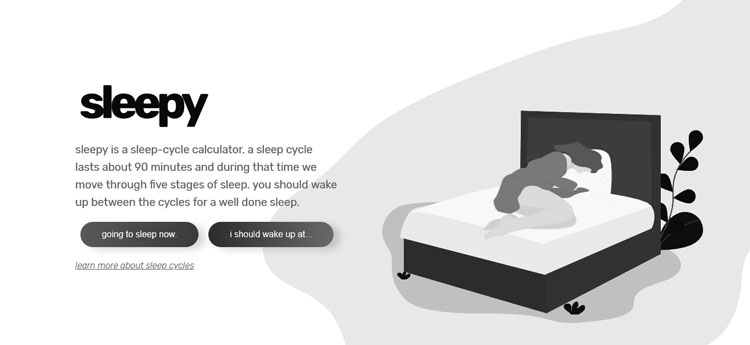 sleepy
sleepy is a sleep-cycle calculator. a sleep cycle
lasts about 90 minutes and during that time we
move through five stages of sleep. you should wake
up between the cycles for a well done sleep.
going to sleep now.
i should wake up at...
learn more about sleep cycles